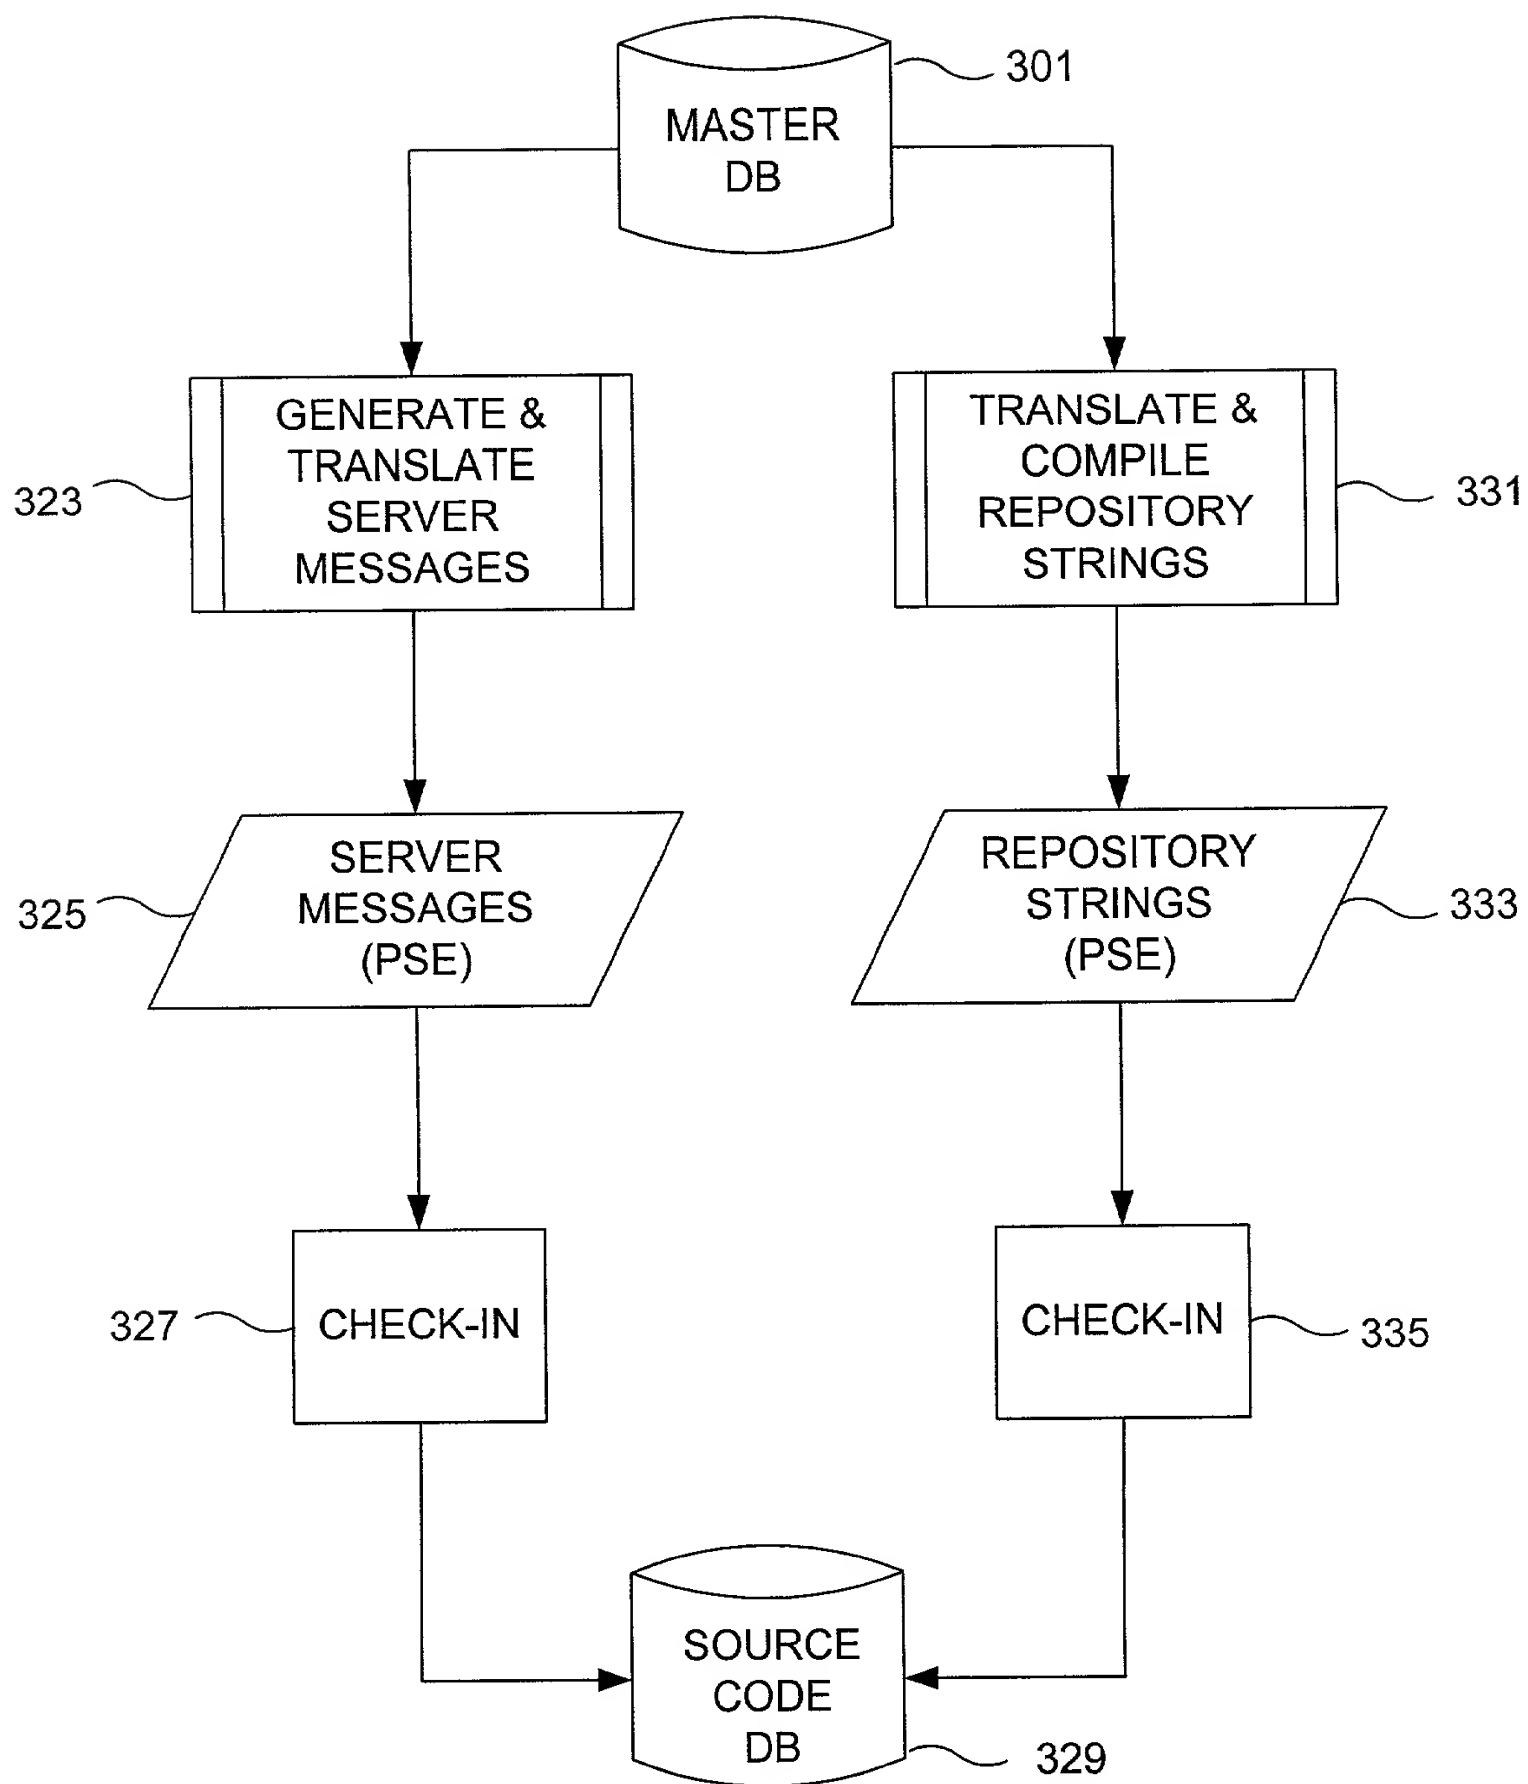 301
MASTER
DB
GENERATE &
TRANSLATE
SERVER
MESSAGES
323
TRANSLATE &
COMPILE
REPOSITORY
STRINGS
331
SERVER
MESSAGES
(PSE)
325
REPOSITORY
STRINGS
(PSE)
333
CHECK-IN
327
CHECK-IN
335
SOURCE
CODE
DB
329